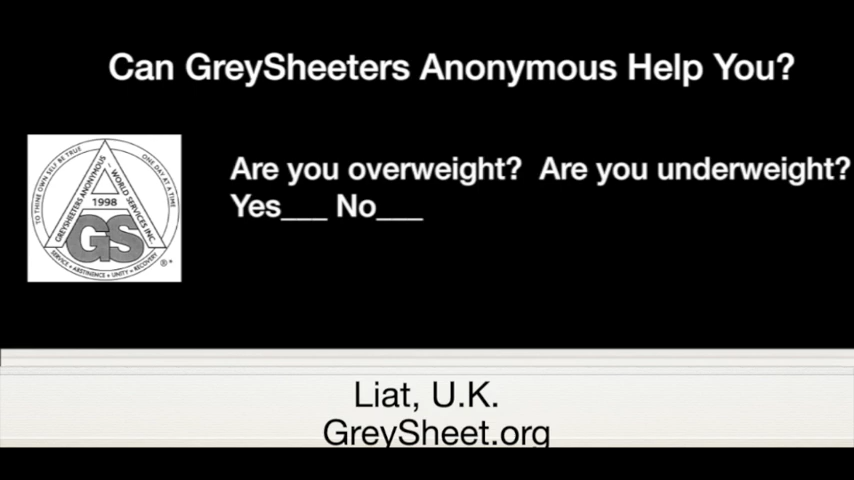 Can GreySheeters Anonymous Help You?
TO THINE OWN SELF BE TRUE
ONE DAY AT A TIME
GREYSHEETERS ANONYMOUS
WORLD SERVICES INC.
1998
GS
SERVICE • ABSTINENCE • UNITY • RECOVERY
®
Are you overweight?  Are you underweight?
Yes___ No___
Liat, U.K.
GreySheet.org